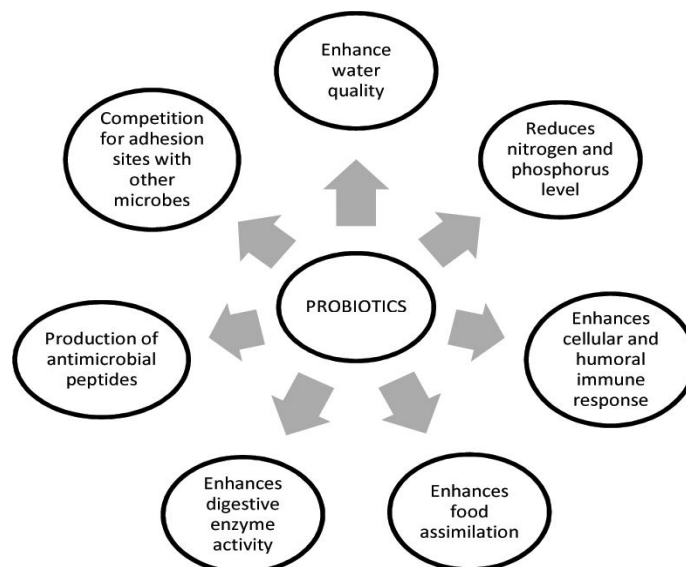 Enhance
water
quality
Reduces
nitrogen and
phosphorus
level
Enhances
cellular and
humoral
immune
response
Enhances
food
assimilation
Enhances
digestive
enzyme
activity
Production of
antimicrobial
peptides
Competition
for adhesion
sites with
other
microbes
PROBIOTICS